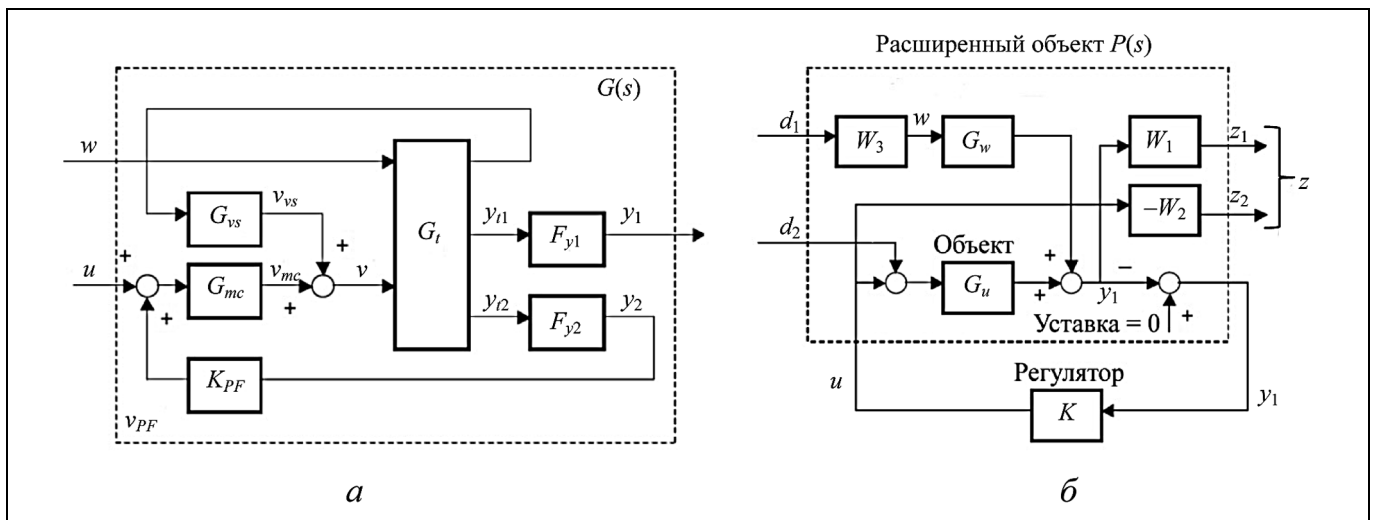 G(s)
w
G_vs
v_vs
+
+
u
G_mc
v_mc
+
v
+
G_t
y_t1
F_y1
y_1
y_t2
F_y2
y_2
K_PF
v_PF
а
Расширенный объект P(s)
d_1
W_3
w
G_w
W_1
z_1
−W_2
z_2
z
d_2
Объект
G_u
+
+
y_1
−
Уставка = 0
+
u
Регулятор
K
y_1
б